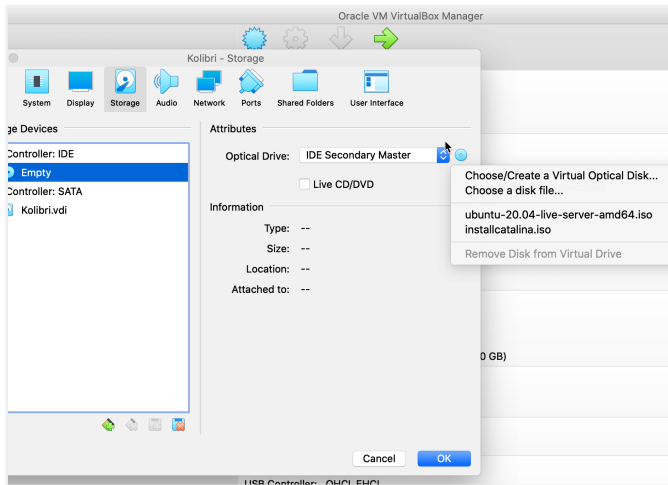 Oracle VM VirtualBox Manager
Kolibri - Storage
System Display Storage Audio Network Ports Shared Folders User Interface
ge Devices
Attributes
Controller: IDE
Empty
Controller: SATA
Kolibri.vdi
Optical Drive: IDE Secondary Master
Live CD/DVD
Information
Type: --
Size: --
Location: --
Attached to: --
Choose/Create a Virtual Optical Disk...
Choose a disk file...
ubuntu-20.04-live-server-amd64.iso
installcatalina.iso
Remove Disk from Virtual Drive
0 GB)
Cancel OK
USB Controller: OHCI, EHCI